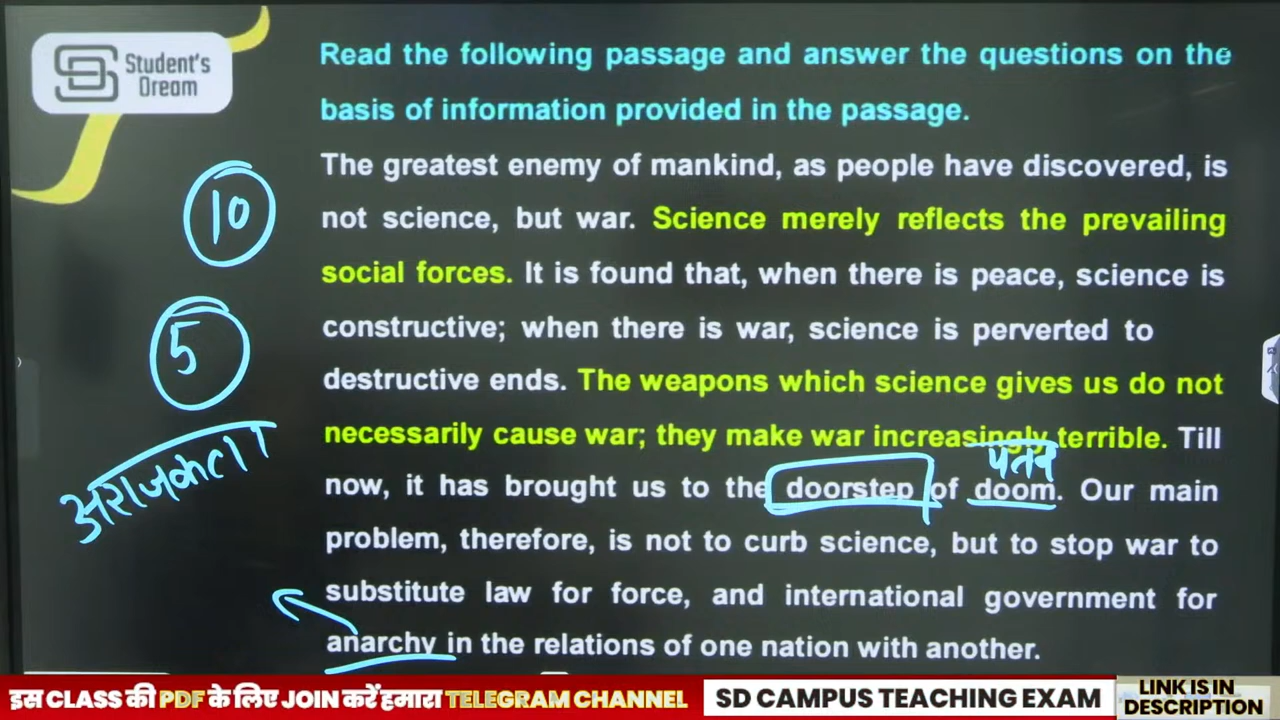 Student's
Dream
Read the following passage and answer the questions on the
basis of information provided in the passage.
The greatest enemy of mankind, as people have discovered, is
not science, but war. Science merely reflects the prevailing
social forces. It is found that, when there is peace, science is
constructive; when there is war, science is perverted to
destructive ends. The weapons which science gives us do not
necessarily cause war; they make war increasingly terrible. Till
now, it has brought us to the doorstep of doom. Our main
problem, therefore, is not to curb science, but to stop war to
substitute law for force, and international government for
anarchy in the relations of one nation with another.
10
5
अराजकता
पतन
इस CLASS की PDF के लिए JOIN करें हमारा TELEGRAM CHANNEL
SD CAMPUS TEACHING EXAM
LINK IS IN
DESCRIPTION